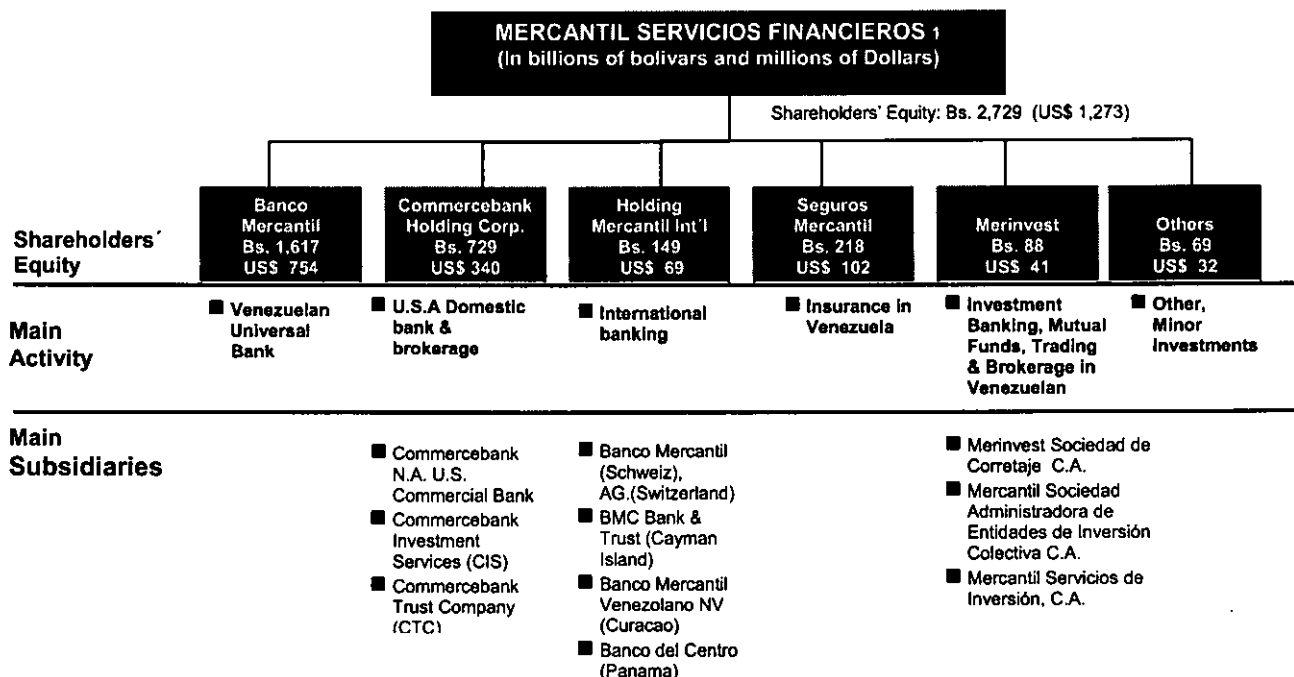 MERCANTIL SERVICIOS FINANCIEROS 1
(In billions of bolivars and millions of Dollars)
Shareholders' Equity: Bs. 2,729 (US$ 1,273)
Shareholders´
Equity
Banco
Mercantil
Bs. 1,617
US$ 754
Commercebank
Holding Corp.
Bs. 729
US$ 340
Holding
Mercantil Int´l
Bs. 149
US$ 69
Seguros
Mercantil
Bs. 218
US$ 102
Merinvest
Bs. 88
US$ 41
Others
Bs. 69
US$ 32
Main
Activity
■ Venezuelan
Universal
Bank
■ U.S.A Domestic
bank &
brokerage
■ International
banking
■ Insurance in
Venezuela
■ Investment
Banking, Mutual
Funds, Trading
& Brokerage in
Venezuelan
■ Other,
Minor
Investments
Main
Subsidiaries
■ Commercebank
N.A. U.S.
Commercial Bank
■ Commercebank
Investment
Services (CIS)
■ Commercebank
Trust Company
(CTC)
■ Banco Mercantil
(Schweiz),
AG.(Switzerland)
■ BMC Bank &
Trust (Cayman
Island)
■ Banco Mercantil
Venezolano NV
(Curacao)
■ Banco del Centro
(Panama)
■ Merinvest Sociedad de
Corretaje C.A.
■ Mercantil Sociedad
Administradora de
Entidades de Inversión
Colectiva C.A.
■ Mercantil Servicios de
Inversión, C.A.